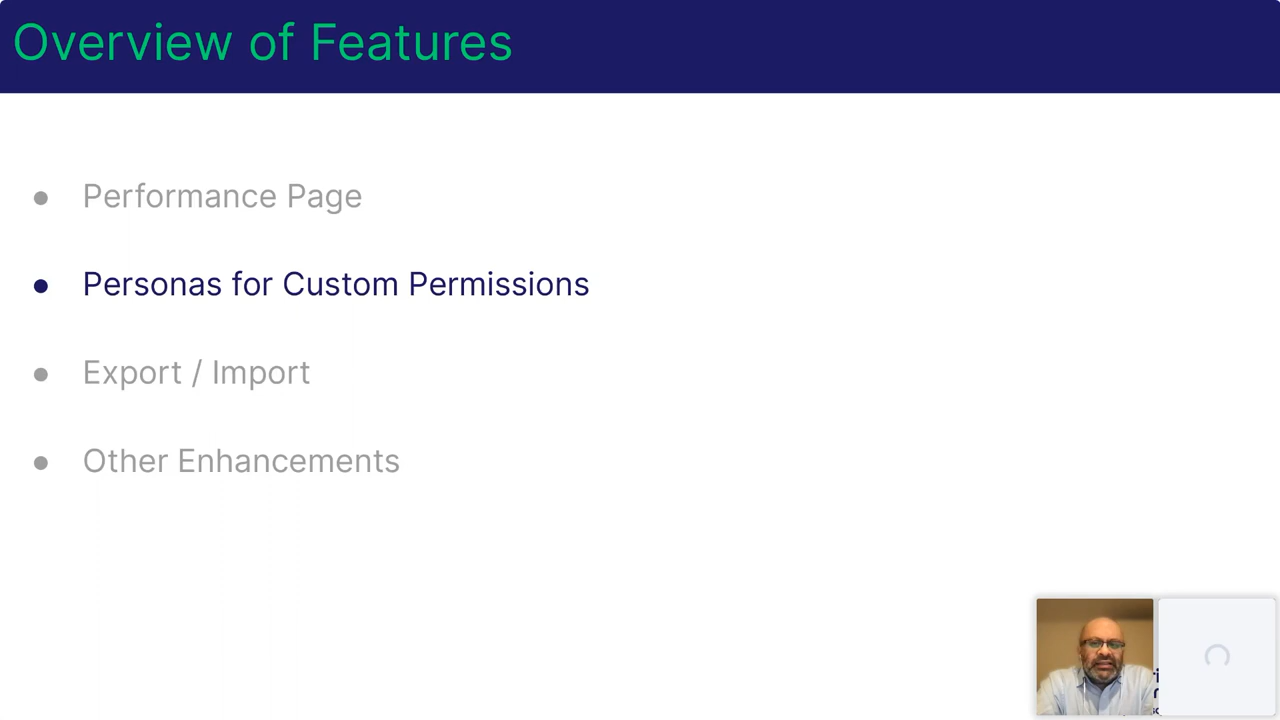 Overview of Features
● Performance Page
● Personas for Custom Permissions
● Export / Import
● Other Enhancements